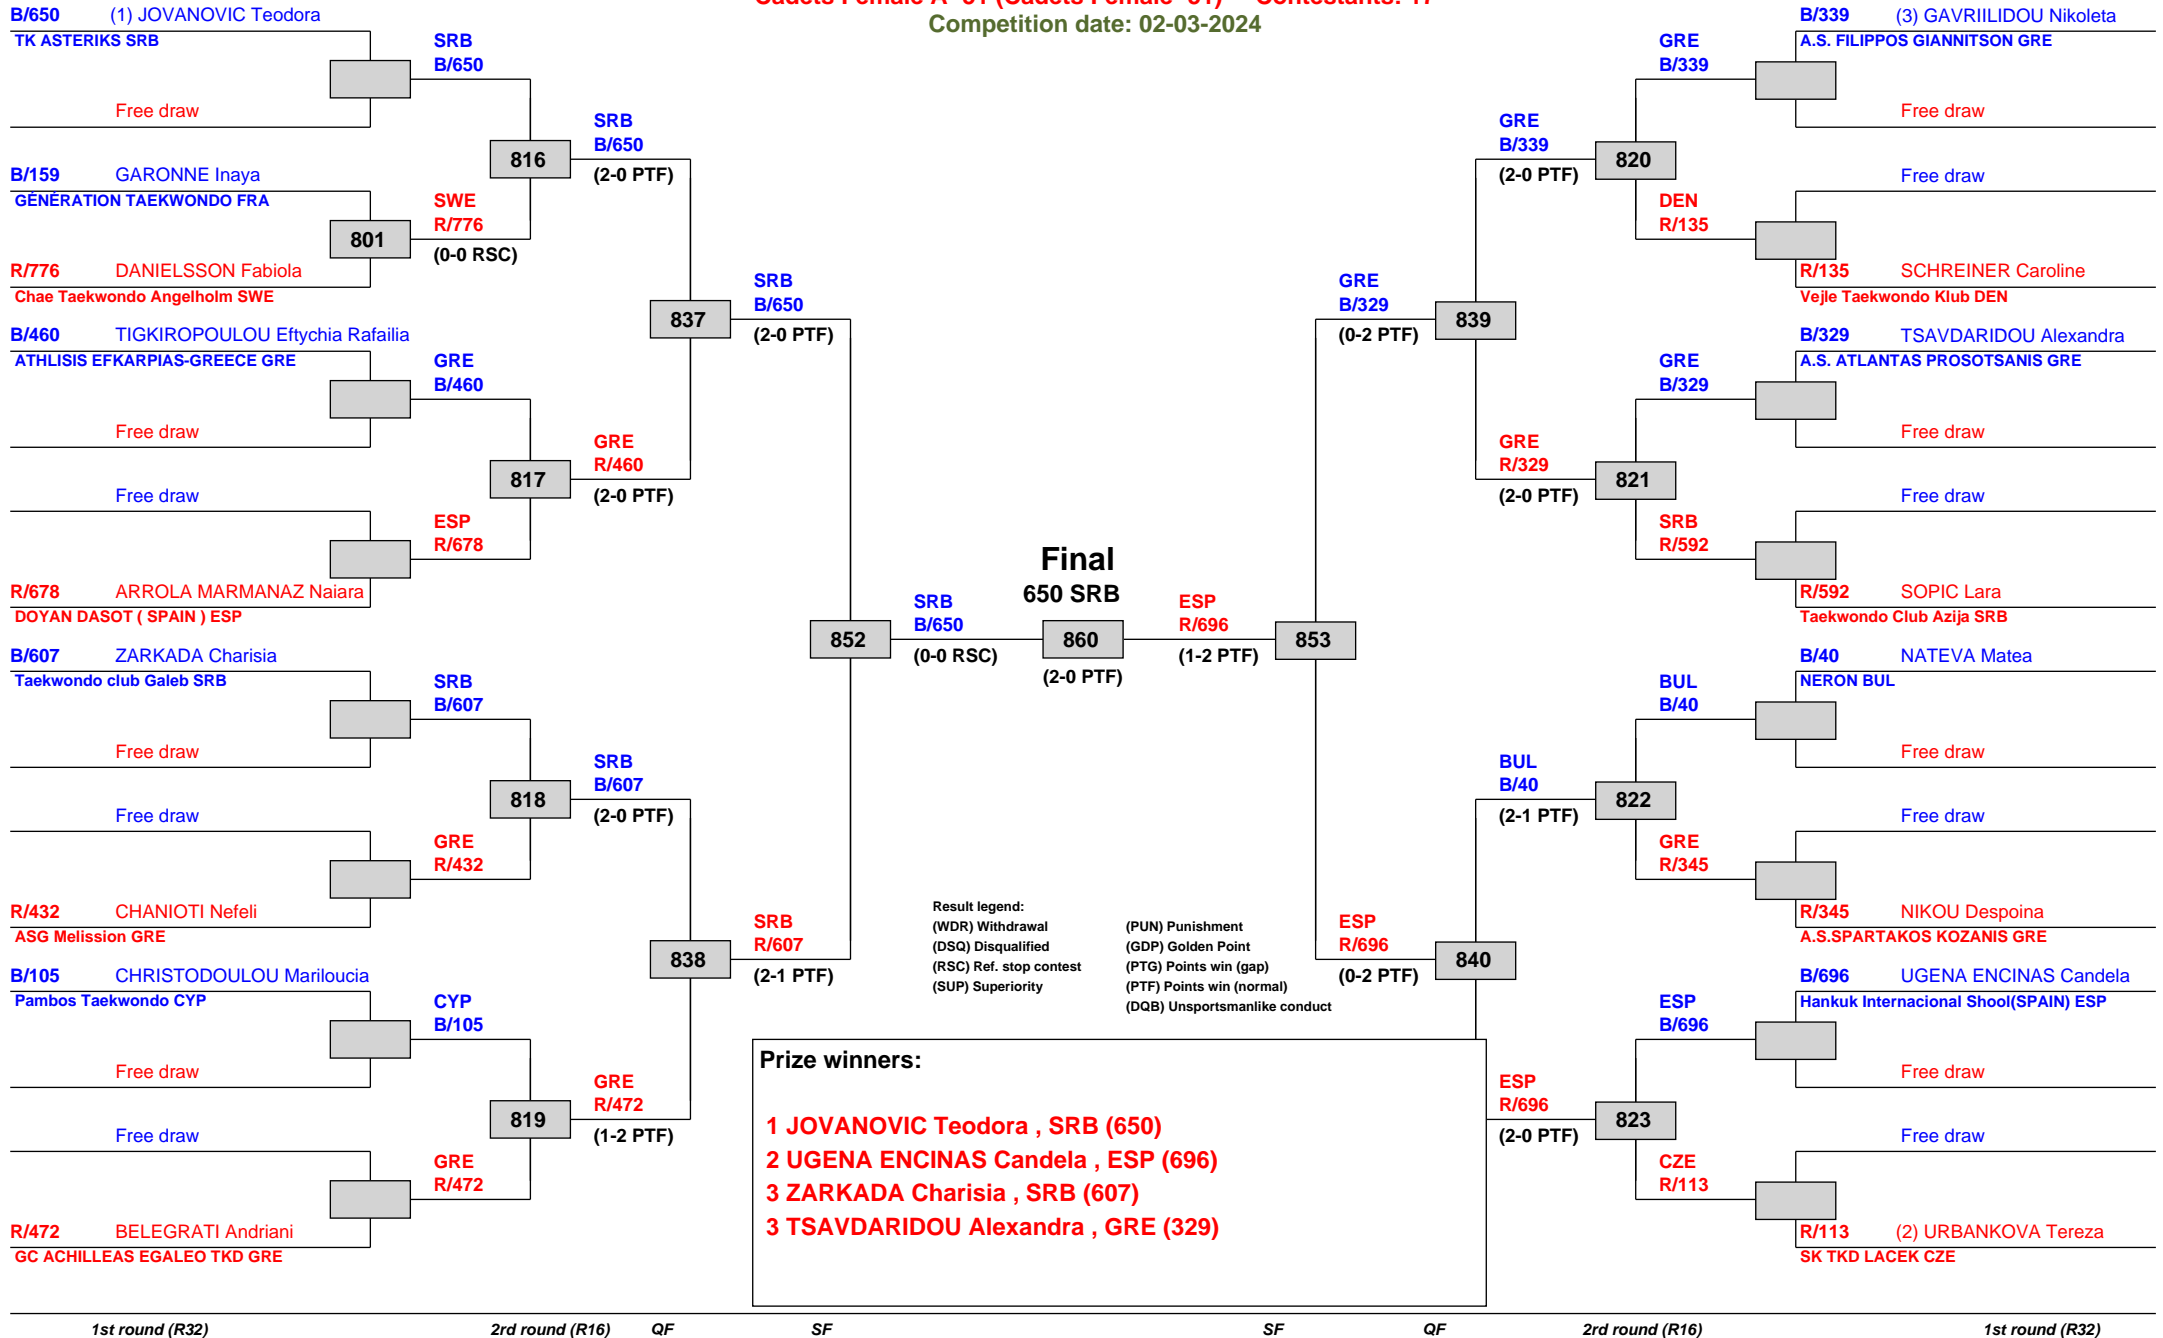 Competition date: 02-03-2024
B/650 (1) JOVANOVIC Teodora
TK ASTERIKS SRB
Free draw
B/159 GARONNE Inaya
GÉNÉRATION TAEKWONDO FRA
801
R/776 DANIELSSON Fabiola
Chae Taekwondo Angelholm SWE
B/460 TIGKIROPOULOU Eftychia Rafailia
ATHLISIS EFKARPIAS-GREECE GRE
Free draw
Free draw
R/678 ARROLA MARMANAZ Naiara
DOYAN DASOT ( SPAIN ) ESP
B/607 ZARKADA Charisia
Taekwondo club Galeb SRB
Free draw
Free draw
R/432 CHANIOTI Nefeli
ASG Melission GRE
B/105 CHRISTODOULOU Mariloucia
Pambos Taekwondo CYP
Free draw
Free draw
R/472 BELEGRATI Andriani
GC ACHILLEAS EGALEO TKD GRE
SRB
B/650
816
SWE
R/776
(0-0 RSC)
GRE
B/460
817
ESP
R/678
SRB
B/607
818
GRE
R/432
CYP
B/105
819
GRE
R/472
SRB
B/650
(2-0 PTF)
837
GRE
R/460
(2-0 PTF)
SRB
B/607
(2-0 PTF)
838
GRE
R/472
(1-2 PTF)
SRB
B/650
(2-0 PTF)
852
SRB
R/607
(2-1 PTF)
SRB
B/650
(0-0 RSC)
Final
650 SRB
860
(2-0 PTF)
ESP
R/696
(1-2 PTF)
853
GRE
B/329
(0-2 PTF)
839
ESP
R/696
(0-2 PTF)
840
GRE
B/339
(2-0 PTF)
820
GRE
R/329
(2-0 PTF)
821
BUL
B/40
(2-1 PTF)
822
ESP
R/696
(2-0 PTF)
823
GRE
B/339
DEN
R/135
GRE
B/329
SRB
R/592
BUL
B/40
GRE
R/345
ESP
B/696
CZE
R/113
B/339 (3) GAVRIILIDOU Nikoleta
A.S. FILIPPOS GIANNITSON GRE
Free draw
Free draw
R/135 SCHREINER Caroline
Vejle Taekwondo Klub DEN
B/329 TSAVDARIDOU Alexandra
A.S. ATLANTAS PROSOTSANIS GRE
Free draw
Free draw
R/592 SOPIC Lara
Taekwondo Club Azija SRB
B/40 NATEVA Matea
NERON BUL
Free draw
Free draw
R/345 NIKOU Despoina
A.S.SPARTAKOS KOZANIS GRE
B/696 UGENA ENCINAS Candela
Hankuk Internacional Shool(SPAIN) ESP
Free draw
Free draw
R/113 (2) URBANKOVA Tereza
SK TKD LACEK CZE
Result legend:
(WDR) Withdrawal (PUN) Punishment
(DSQ) Disqualified (GDP) Golden Point
(RSC) Ref. stop contest (PTG) Points win (gap)
(SUP) Superiority (PTF) Points win (normal)
(DQB) Unsportsmanlike conduct
Prize winners:
1 JOVANOVIC Teodora , SRB (650)
2 UGENA ENCINAS Candela , ESP (696)
3 ZARKADA Charisia , SRB (607)
3 TSAVDARIDOU Alexandra , GRE (329)
1st round (R32) 2rd round (R16) QF SF SF QF 2rd round (R16) 1st round (R32)